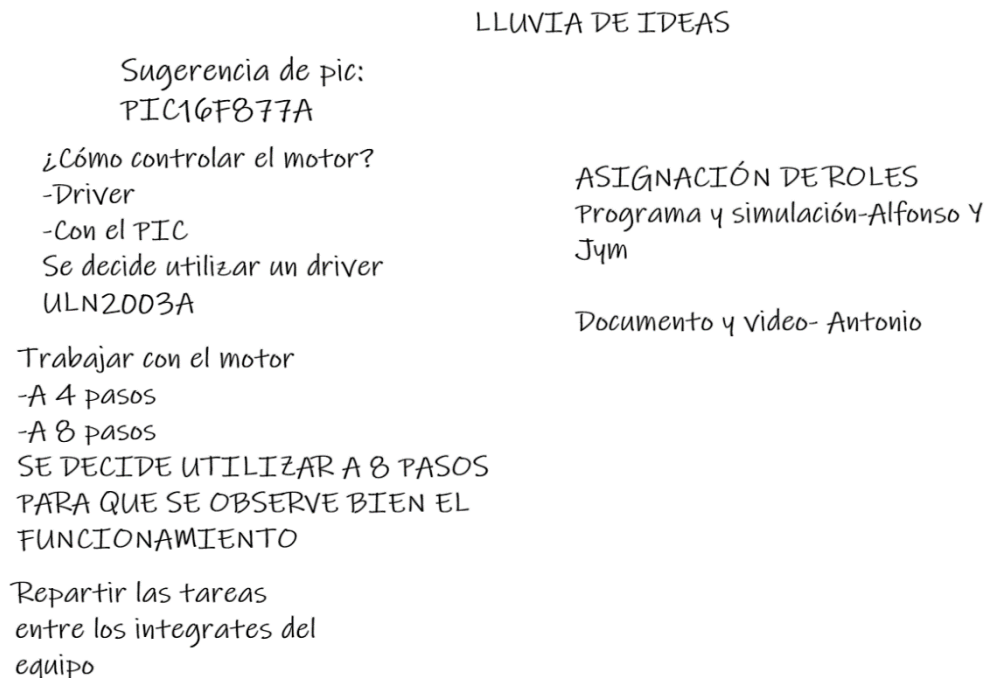 LLUVIA DE IDEAS
Sugerencia de pic:
PIC16F877A
¿Cómo controlar el motor?
-Driver
-Con el PIC
Se decide utilizar un driver
ULN2003A
Trabajar con el motor
-A 4 pasos
-A 8 pasos
SE DECIDE UTILIZAR A 8 PASOS
PARA QUE SE OBSERVE BIEN EL
FUNCIONAMIENTO
Repartir las tareas
entre los integrates del
equipo
ASIGNACIÓN DE ROLES
Programa y simulación-Alfonso Y
Jym
Documento y video- Antonio